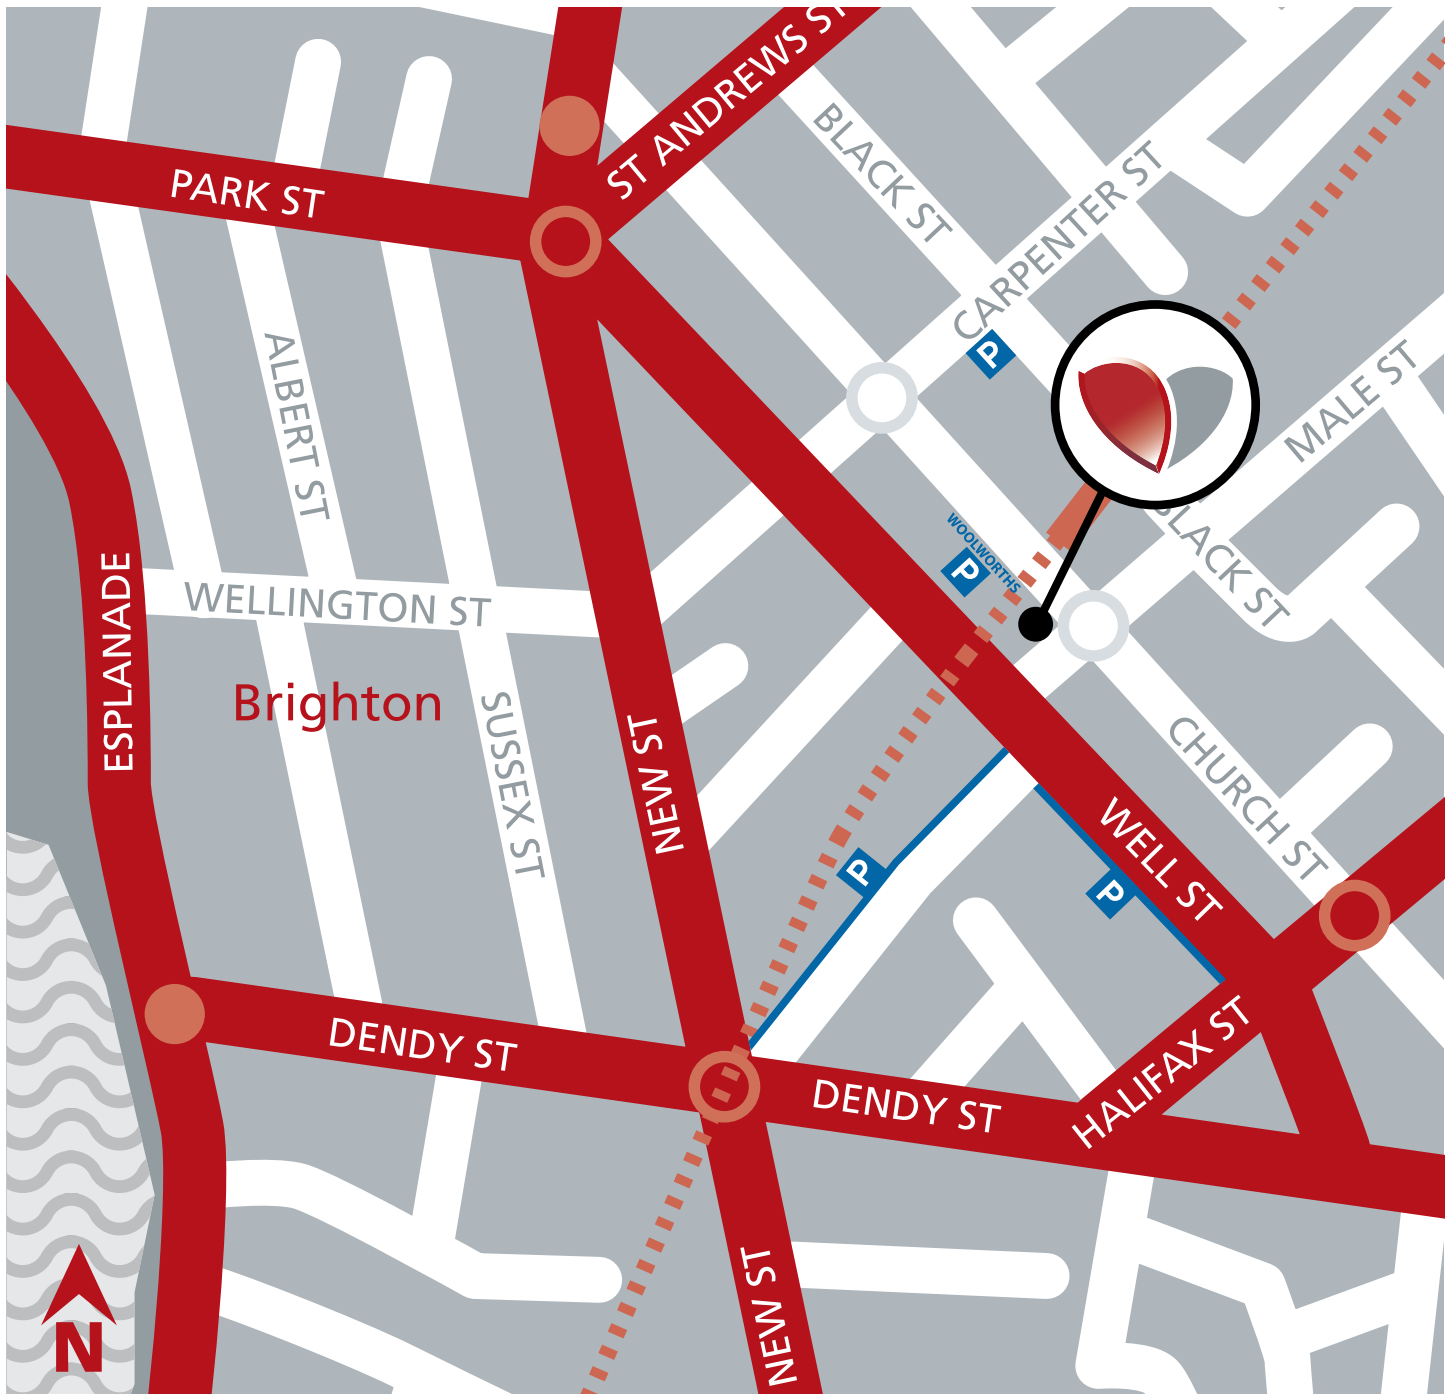 ST ANDREWS ST
PARK ST
BLACK ST
CARPENTER ST
P
ALBERT ST
MALE ST
WOOLWORTHS
P
BLACK ST
ESPLANADE
WELLINGTON ST
Brighton
SUSSEX ST
NEW ST
CHURCH ST
WELL ST
P
P
DENDY ST
DENDY ST
HALIFAX ST
NEW ST
N